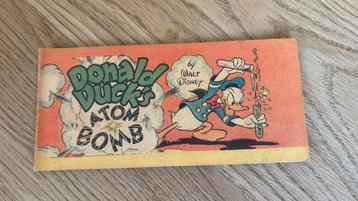 Donald
Duck's
ATOM
BOMB
by
WALT
DISNEY